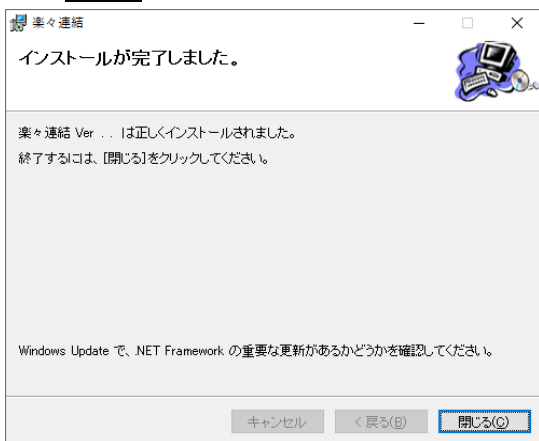 楽々連結
インストールが完了しました。
楽々連結 Ver . . は正しくインストールされました。
終了するには、[閉じる]をクリックしてください。
Windows Update で、.NET Framework の重要な更新があるかどうかを確認してください。
キャンセル < 戻る(B) 閉じる(C)